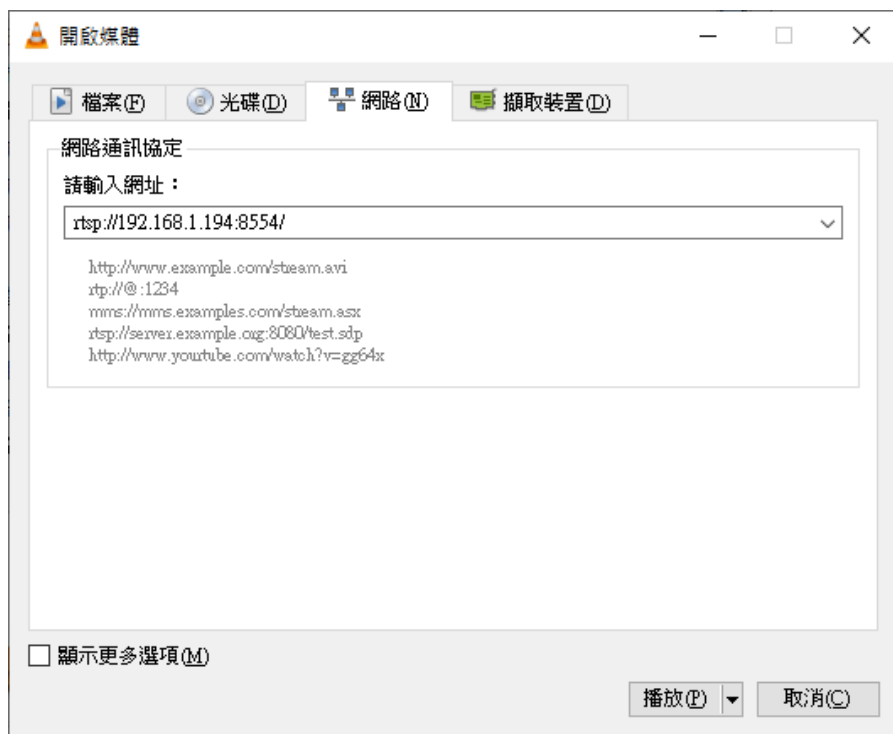 開啟媒體
檔案(F) 光碟(D) 網路(N) 擷取裝置(D)
網路通訊協定
請輸入網址：
rtsp://192.168.1.194:8554/
http://www.example.com/stream.avi
rtp://@:1234
mms://mms.examples.com/stream.asx
rtsp://server.example.org:8080/test.sdp
http://www.yourtube.com/watch?v=gg64x
顯示更多選項(M)
播放(P) 取消(C)